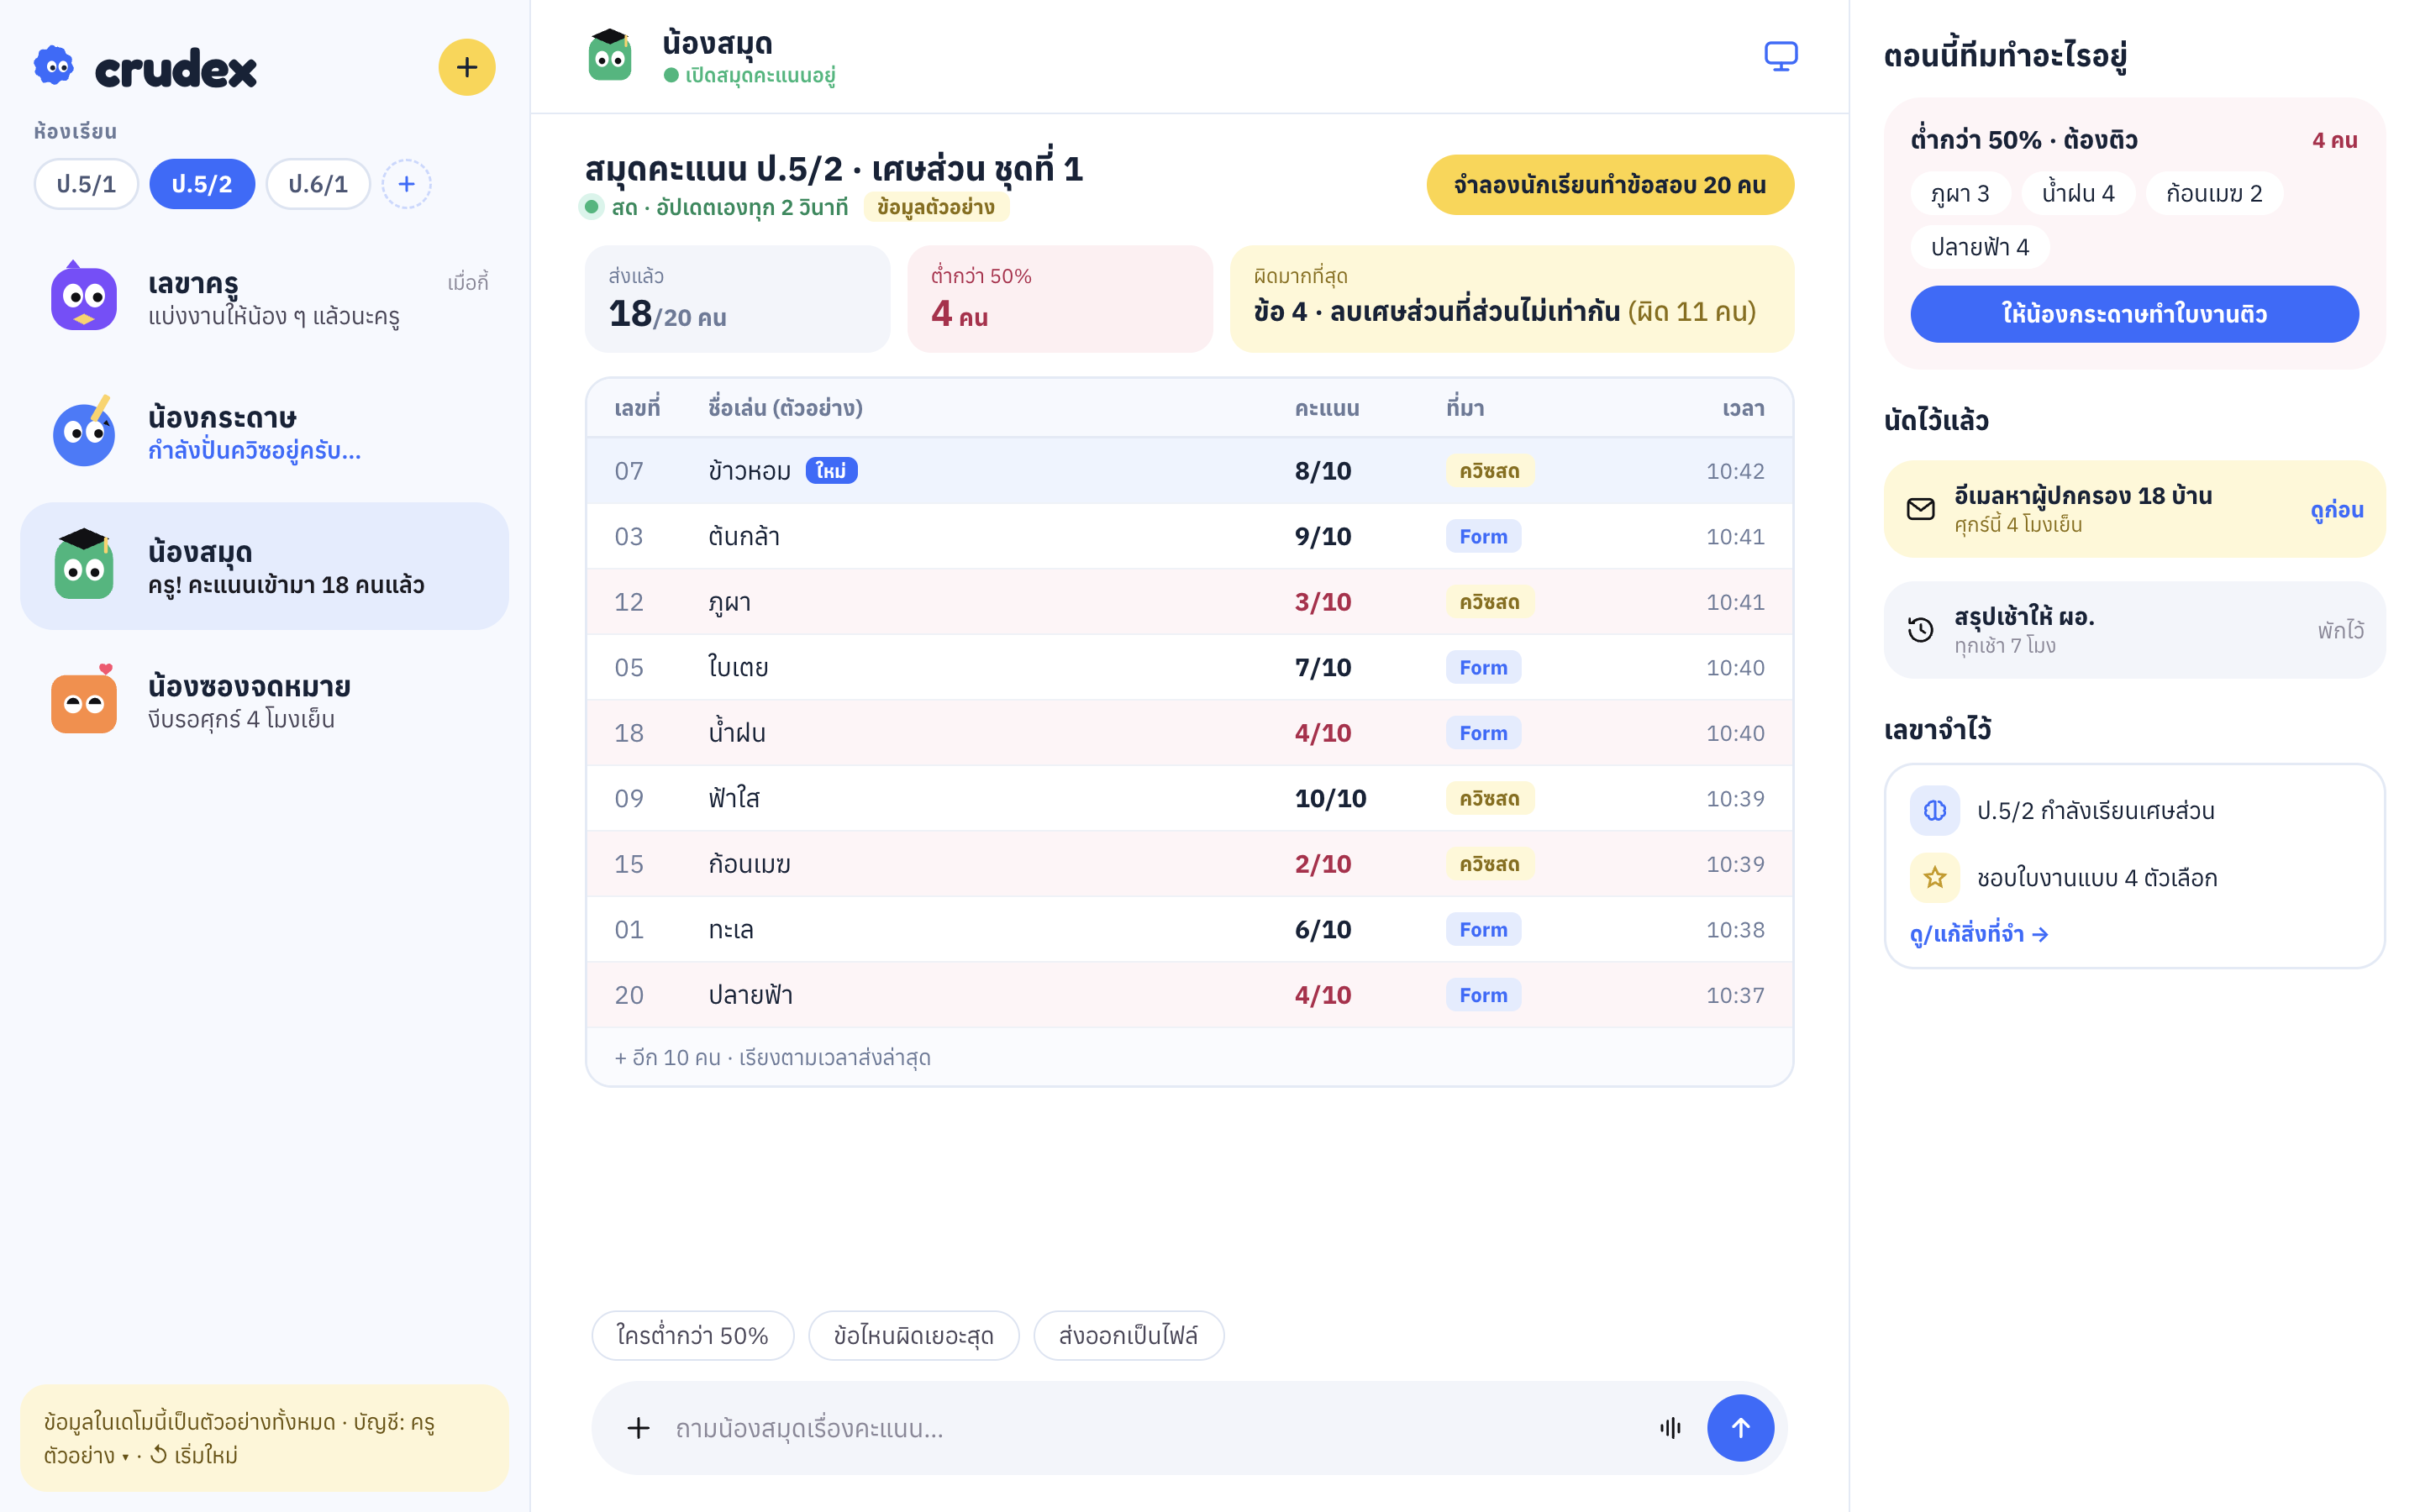 crudex
+
ห้องเรียน
ป.5/1 ป.5/2 ป.6/1 +
เลขาครู เมื่อกี้
แบ่งงานให้น้อง ๆ แล้วนะครู
น้องกระดาษ
กำลังปั่นควิซอยู่ครับ...
น้องสมุด
ครู! คะแนนเข้ามา 18 คนแล้ว
น้องซองจดหมาย
งีบรอศุกร์ 4 โมงเย็น
ข้อมูลในเดโมนี้เป็นตัวอย่างทั้งหมด · บัญชี: ครู
ตัวอย่าง ▾ · เริ่มใหม่
น้องสมุด
เปิดสมุดคะแนนอยู่
สมุดคะแนน ป.5/2 · เศษส่วน ชุดที่ 1
สด · อัปเดตเองทุก 2 วินาที ข้อมูลตัวอย่าง
จำลองนักเรียนทำข้อสอบ 20 คน
ส่งแล้ว
18/20 คน
ต่ำกว่า 50%
4 คน
ผิดมากที่สุด
ข้อ 4 · ลบเศษส่วนที่ส่วนไม่เท่ากัน (ผิด 11 คน)
เลขที่ ชื่อเล่น (ตัวอย่าง) คะแนน ที่มา เวลา
07 ข้าวหอม ใหม่ 8/10 ควิซสด 10:42
03 ต้นกล้า 9/10 Form 10:41
12 ภูผา 3/10 ควิซสด 10:41
05 ใบเตย 7/10 Form 10:40
18 น้ำฝน 4/10 Form 10:40
09 ฟ้าใส 10/10 ควิซสด 10:39
15 ก้อนเมฆ 2/10 ควิซสด 10:39
01 ทะเล 6/10 Form 10:38
20 ปลายฟ้า 4/10 Form 10:37
+ อีก 10 คน · เรียงตามเวลาส่งล่าสุด
ใครต่ำกว่า 50% ข้อไหนผิดเยอะสุด ส่งออกเป็นไฟล์
+ ถามน้องสมุดเรื่องคะแนน...
ตอนนี้ทีมทำอะไรอยู่
ต่ำกว่า 50% · ต้องติว 4 คน
ภูผา 3 น้ำฝน 4 ก้อนเมฆ 2
ปลายฟ้า 4
ให้น้องกระดาษทำใบงานติว
นัดไว้แล้ว
อีเมลหาผู้ปกครอง 18 บ้าน
ศุกร์นี้ 4 โมงเย็น
ดูก่อน
สรุปเช้าให้ ผอ.
ทุกเช้า 7 โมง
พักไว้
เลขาจำไว้
ป.5/2 กำลังเรียนเศษส่วน
ชอบใบงานแบบ 4 ตัวเลือก
ดู/แก้สิ่งที่จำ →